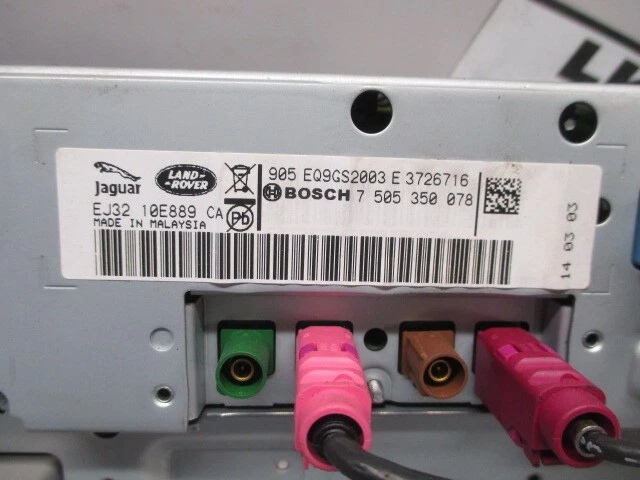 905 EQ9GS2003 E 3726716
JAGUAR
LAND-
ROVER
BOSCH 7 505 350 078
EJ32 10E889 CA
Pb
MADE IN MALAYSIA
14 03 03